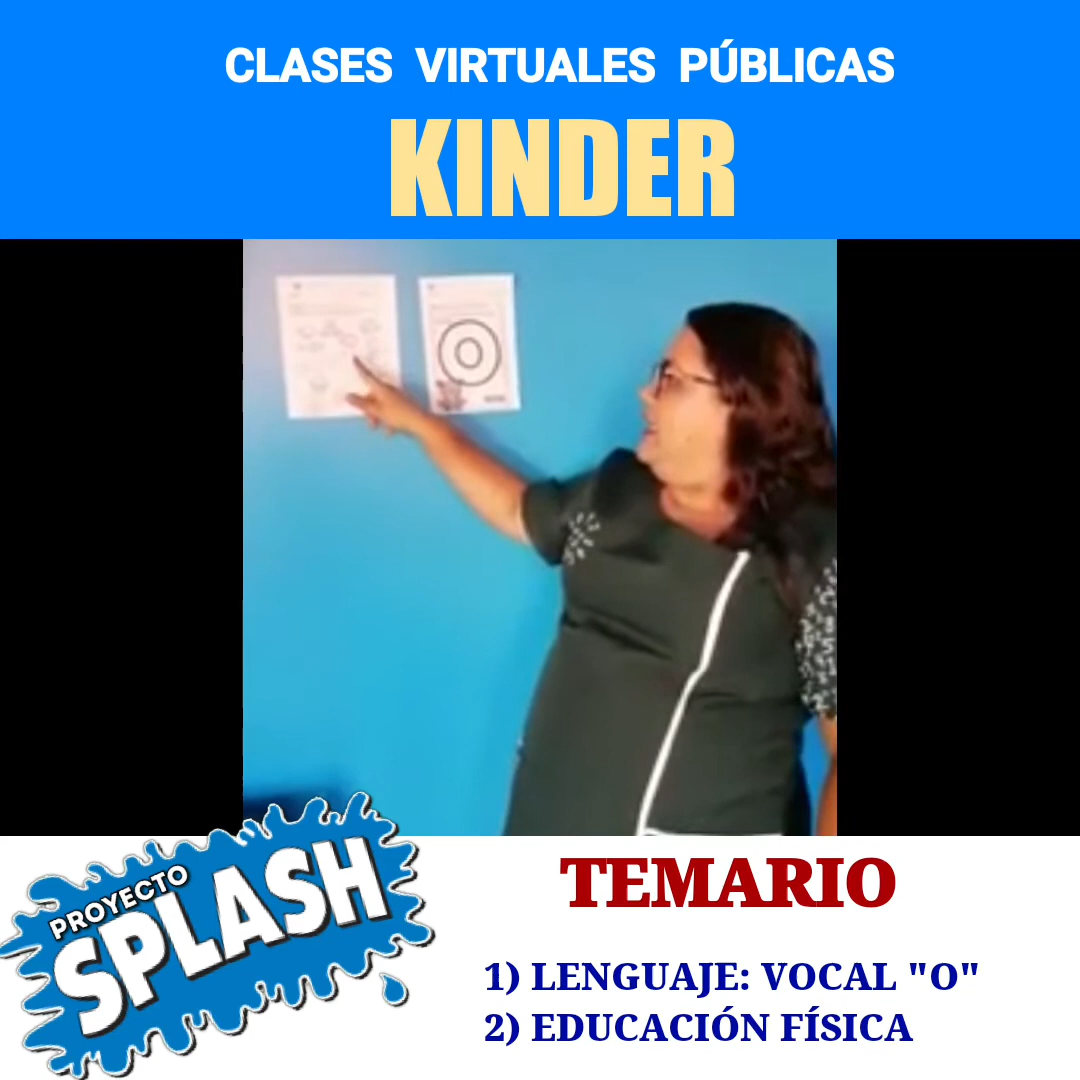 CLASES VIRTUALES PÚBLICAS
KINDER
O
PROYECTO
SPLASH
TEMARIO
1) LENGUAJE: VOCAL "O"
2) EDUCACIÓN FÍSICA